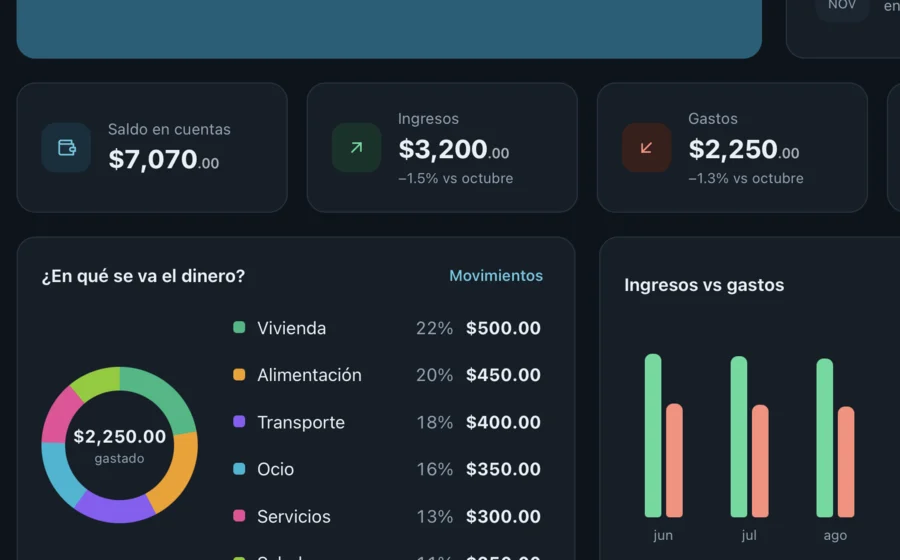 NOV
en
Saldo en cuentas
$7,070.00
Ingresos
$3,200.00
−1.5% vs octubre
Gastos
$2,250.00
−1.3% vs octubre
¿En qué se va el dinero?
Movimientos
Vivienda 22% $500.00
Alimentación 20% $450.00
Transporte 18% $400.00
Ocio 16% $350.00
Servicios 13% $300.00
$2,250.00
gastado
Ingresos vs gastos
jun jul ago